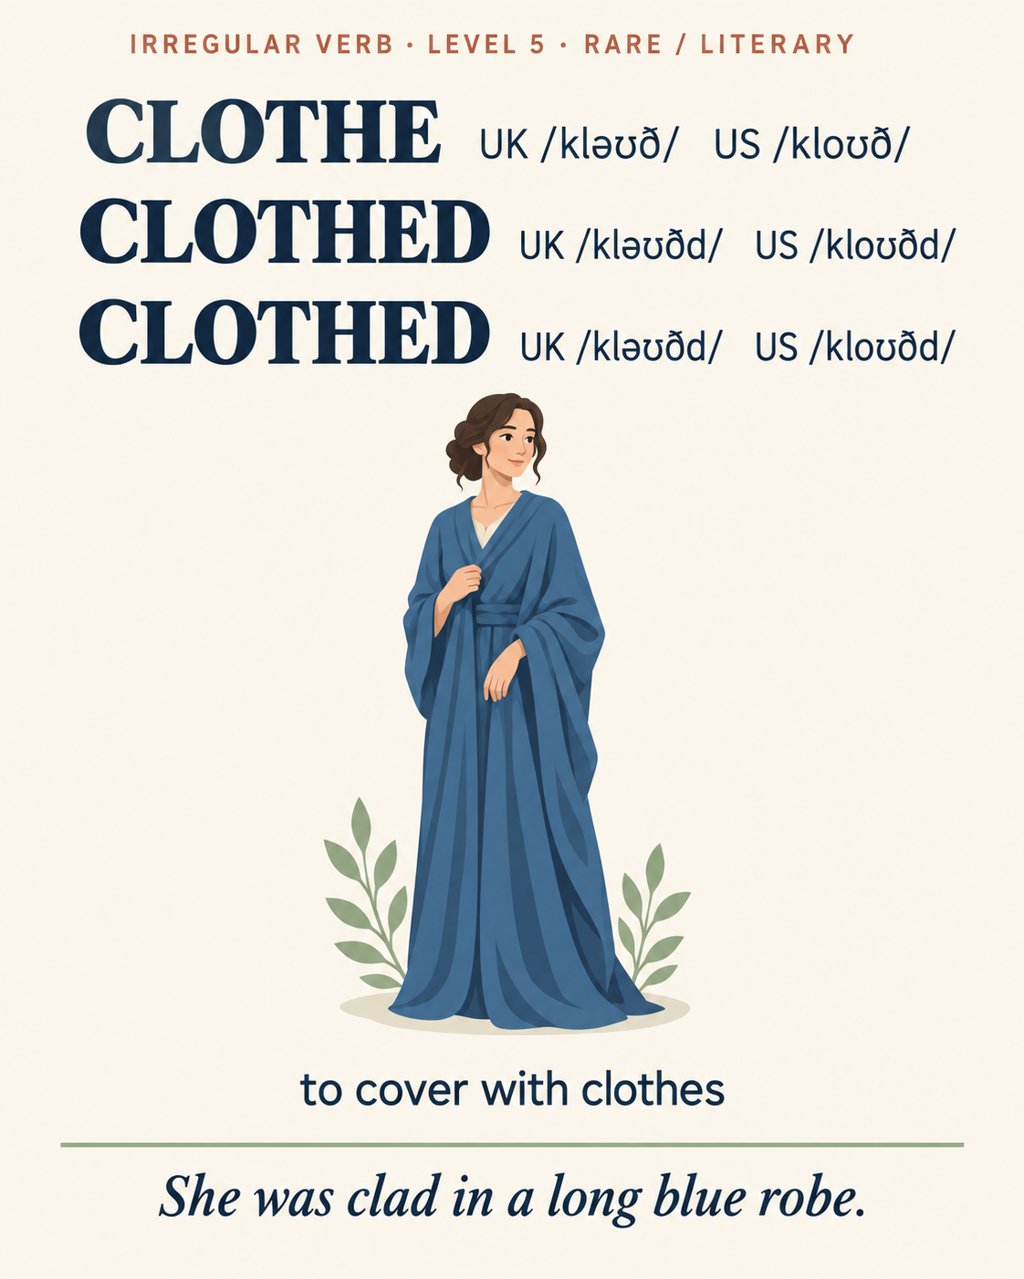 IRREGULAR VERB · LEVEL 5 · RARE / LITERARY
CLOTHE UK /kləʊð/ US /kloʊð/
CLOTHED UK /kləʊðd/ US /kloʊðd/
CLOTHED UK /kləʊðd/ US /kloʊðd/
to cover with clothes
She was clad in a long blue robe.